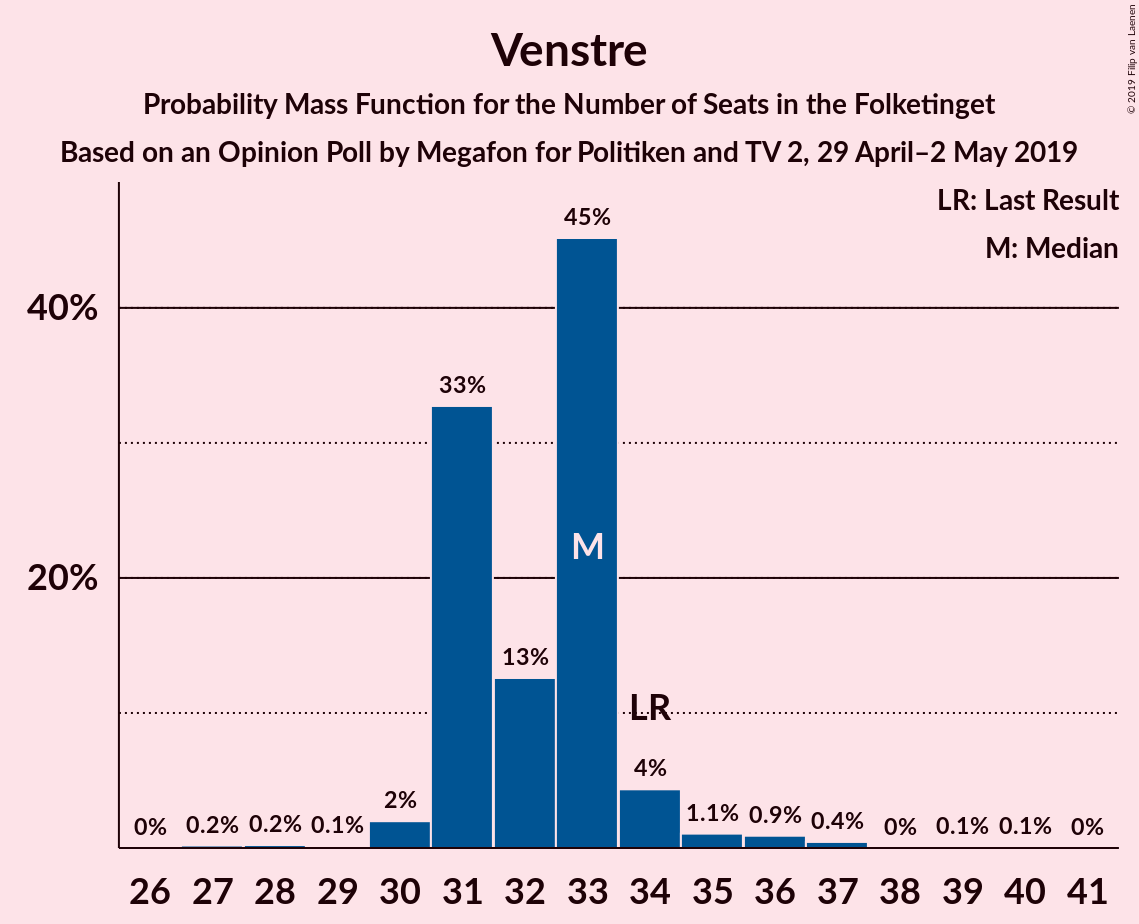 Venstre
Probability Mass Function for the Number of Seats in the Folketinget
Based on an Opinion Poll by Megafon for Politiken and TV 2, 29 April–2 May 2019
© 2019 Filip van Laenen
LR: Last Result
M: Median
40%
20%
0% 0.2% 0.2% 0.1% 2% 33% 13% 45% 4% 1.1% 0.9% 0.4% 0% 0.1% 0.1% 0%
M
LR
26 27 28 29 30 31 32 33 34 35 36 37 38 39 40 41